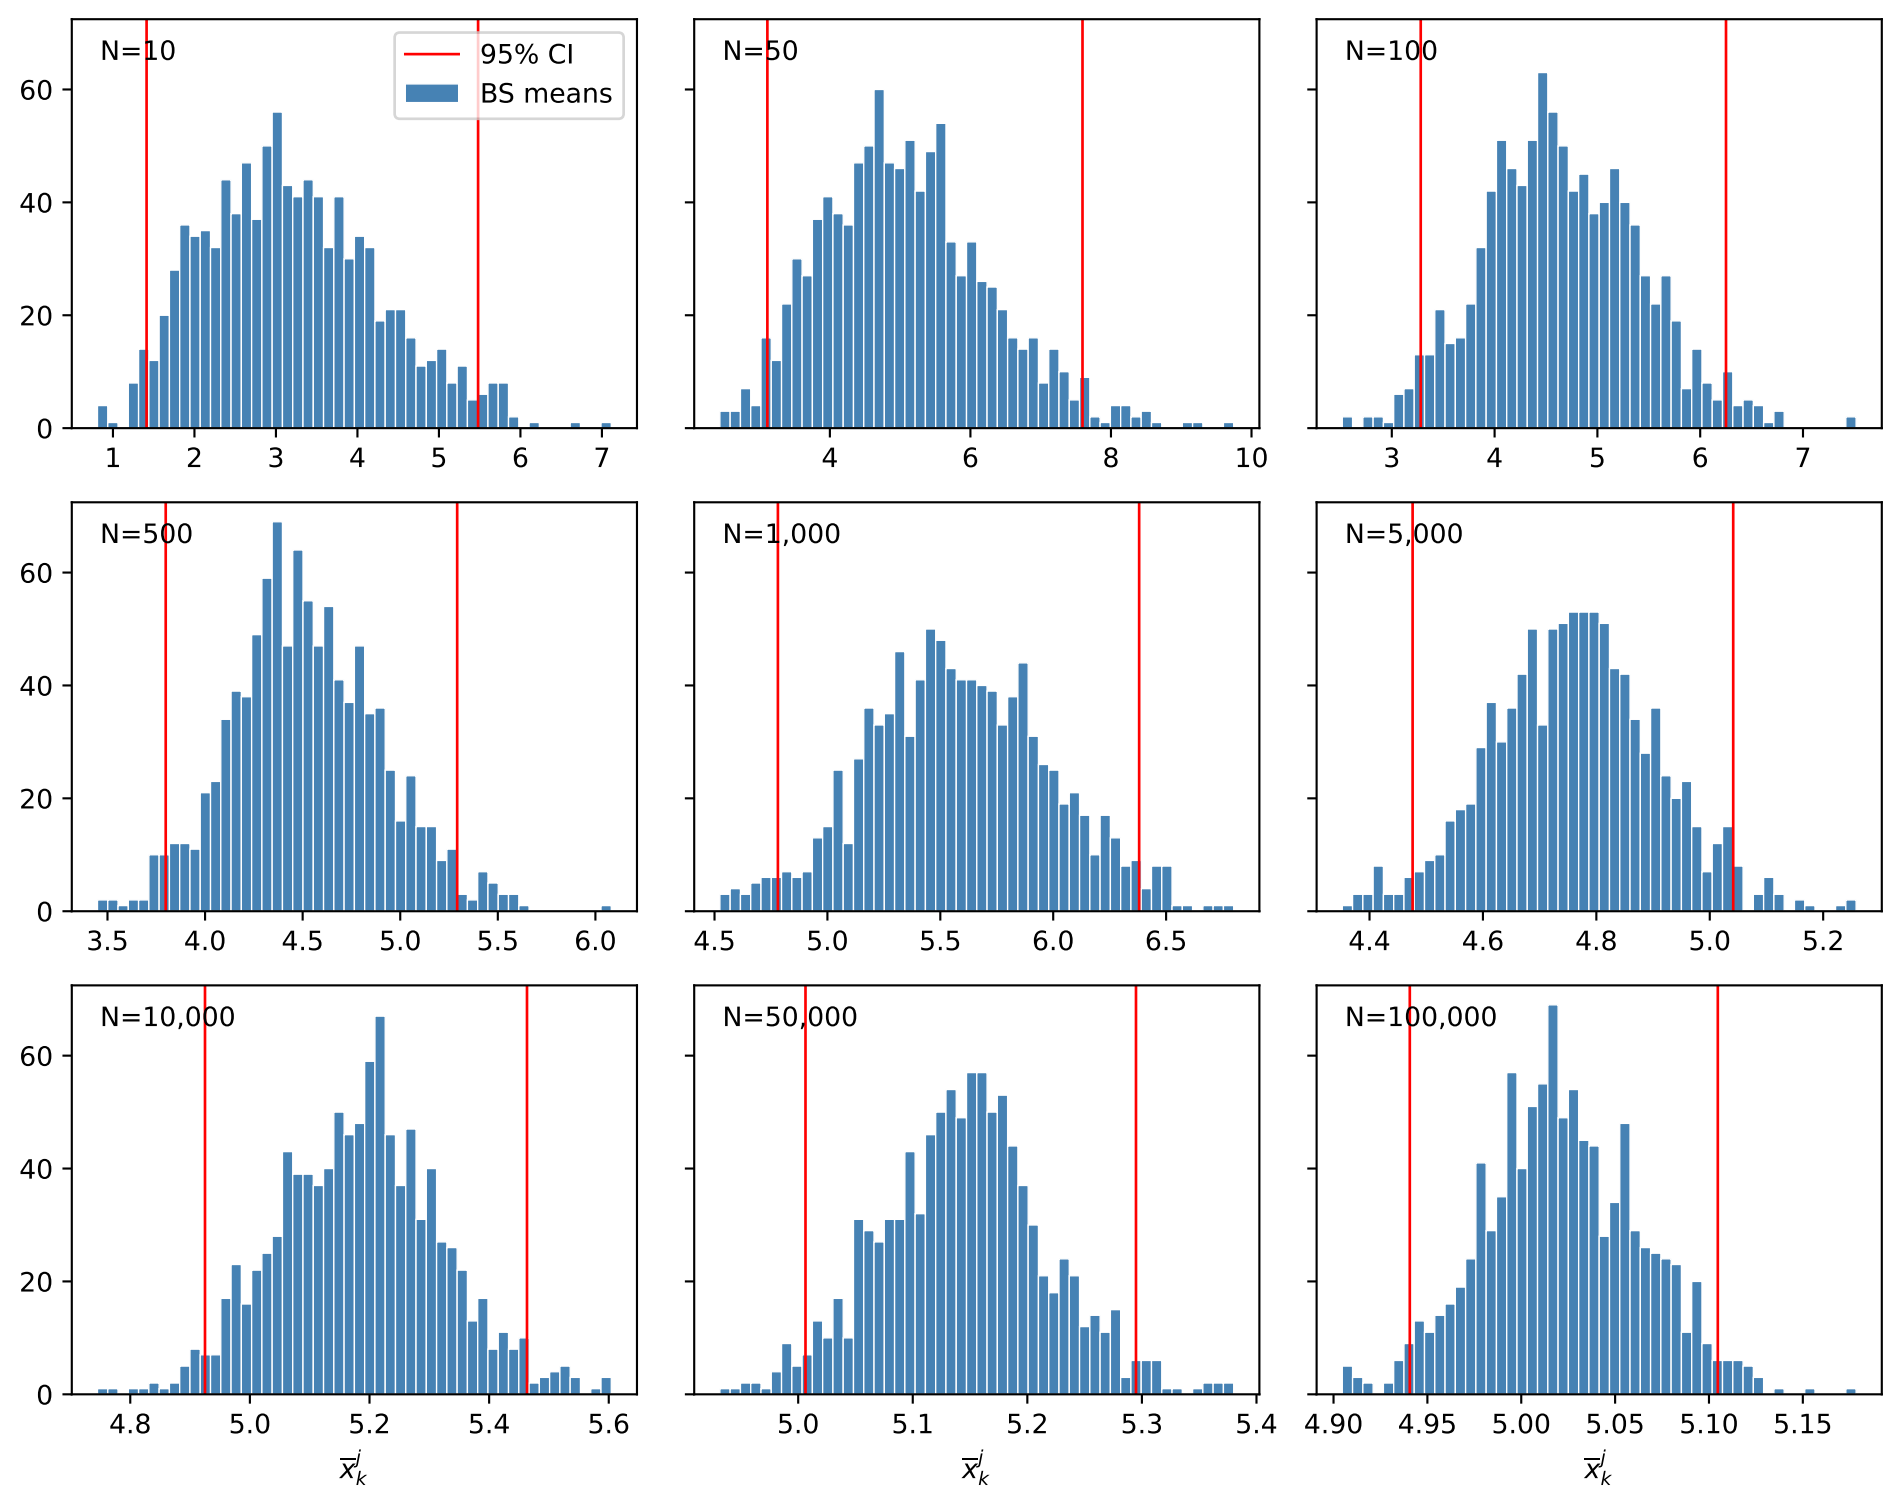 N=10
95% CI
BS means
60
40
20
0
1 2 3 4 5 6 7
N=50
4 6 8 10
N=100
3 4 5 6 7
N=500
60
40
20
0
3.5 4.0 4.5 5.0 5.5 6.0
N=1,000
4.5 5.0 5.5 6.0 6.5
N=5,000
4.4 4.6 4.8 5.0 5.2
N=10,000
60
40
20
0
4.8 5.0 5.2 5.4 5.6
x̅ₖʲ
N=50,000
5.0 5.1 5.2 5.3 5.4
x̅ₖʲ
N=100,000
4.90 4.95 5.00 5.05 5.10 5.15
x̅ₖʲ